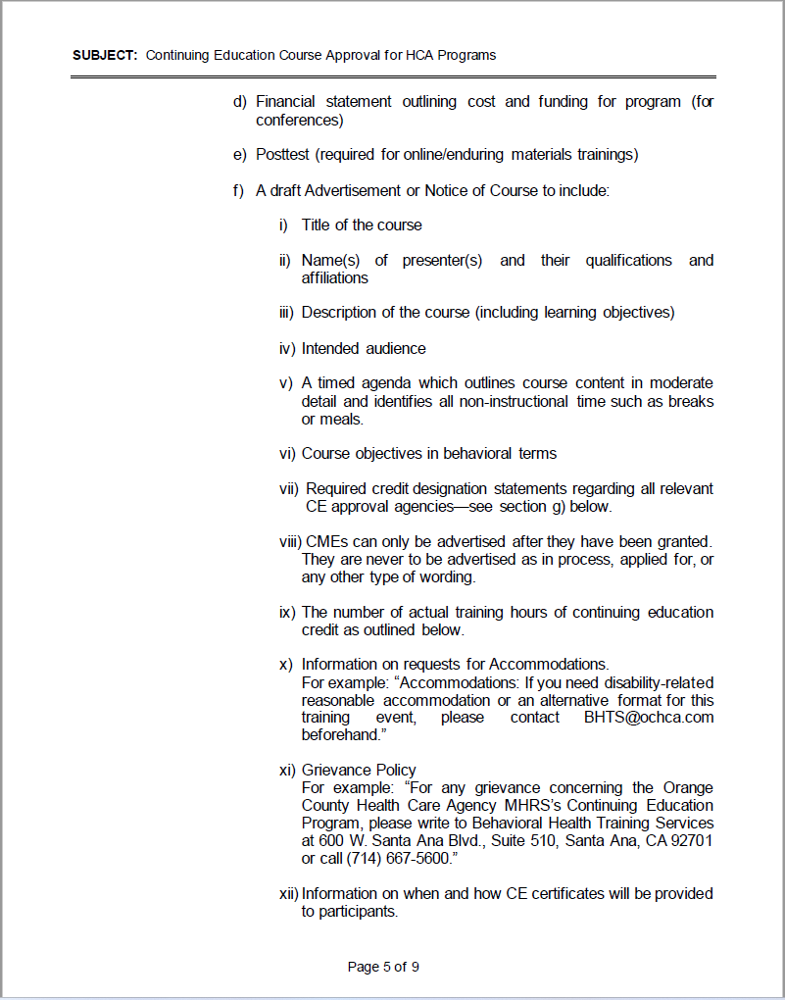 SUBJECT: Continuing Education Course Approval for HCA Programs
d) Financial statement outlining cost and funding for program (for
conferences)
e) Posttest (required for online/enduring materials trainings)
f) A draft Advertisement or Notice of Course to include:
i) Title of the course
ii) Name(s) of presenter(s) and their qualifications and
affiliations
iii) Description of the course (including learning objectives)
iv) Intended audience
v) A timed agenda which outlines course content in moderate
detail and identifies all non-instructional time such as breaks
or meals.
vi) Course objectives in behavioral terms
vii) Required credit designation statements regarding all relevant
CE approval agencies—see section g) below.
viii) CMEs can only be advertised after they have been granted.
They are never to be advertised as in process, applied for, or
any other type of wording.
ix) The number of actual training hours of continuing education
credit as outlined below.
x) Information on requests for Accommodations.
For example: “Accommodations: If you need disability-related
reasonable accommodation or an alternative format for this
training event, please contact BHTS@ochca.com
beforehand.”
xi) Grievance Policy
For example: “For any grievance concerning the Orange
County Health Care Agency MHRS’s Continuing Education
Program, please write to Behavioral Health Training Services
at 600 W. Santa Ana Blvd., Suite 510, Santa Ana, CA 92701
or call (714) 667-5600.”
xii) Information on when and how CE certificates will be provided
to participants.
Page 5 of 9